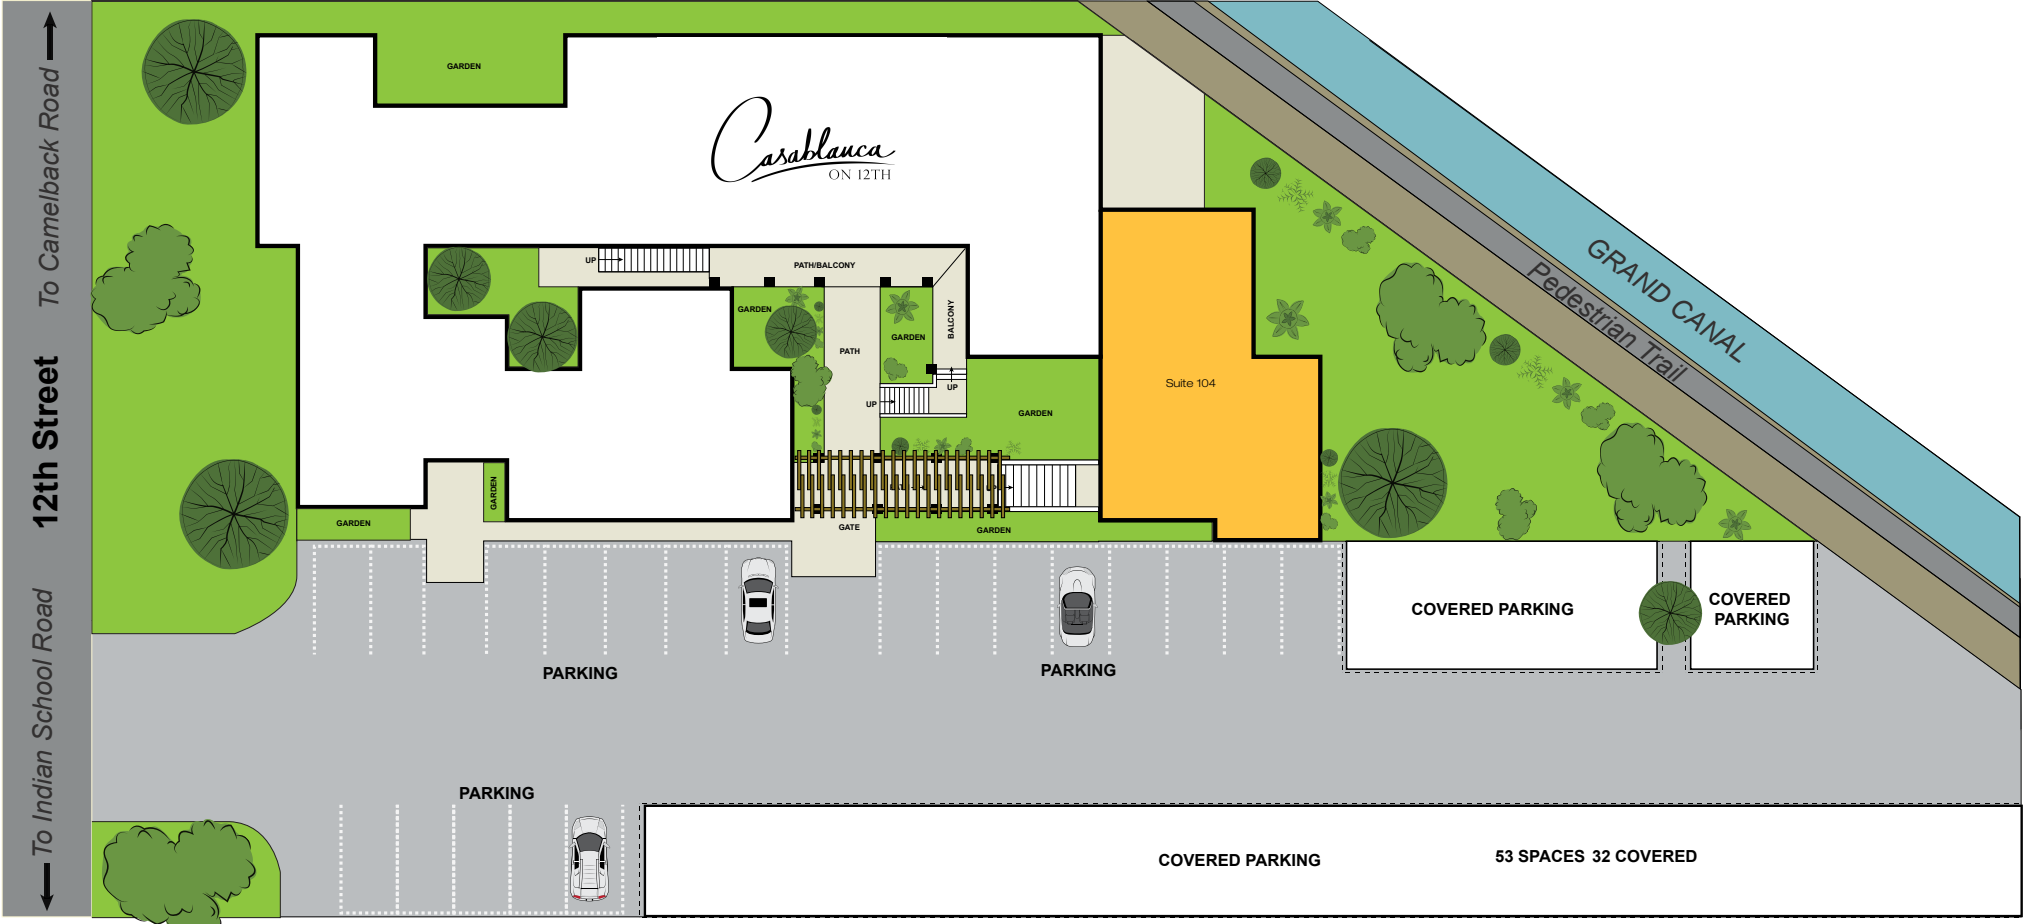 To Camelback Road
12th Street
To Indian School Road
GARDEN
Casablanca
ON 12TH
UP
PATH/BALCONY
GARDEN
GARDEN
BALCONY
PATH
UP
UP
GARDEN
Suite 104
GRAND CANAL
Pedestrian Trail
GARDEN
GARDEN
GATE
GARDEN
COVERED PARKING
COVERED
PARKING
PARKING
PARKING
PARKING
COVERED PARKING
53 SPACES 32 COVERED